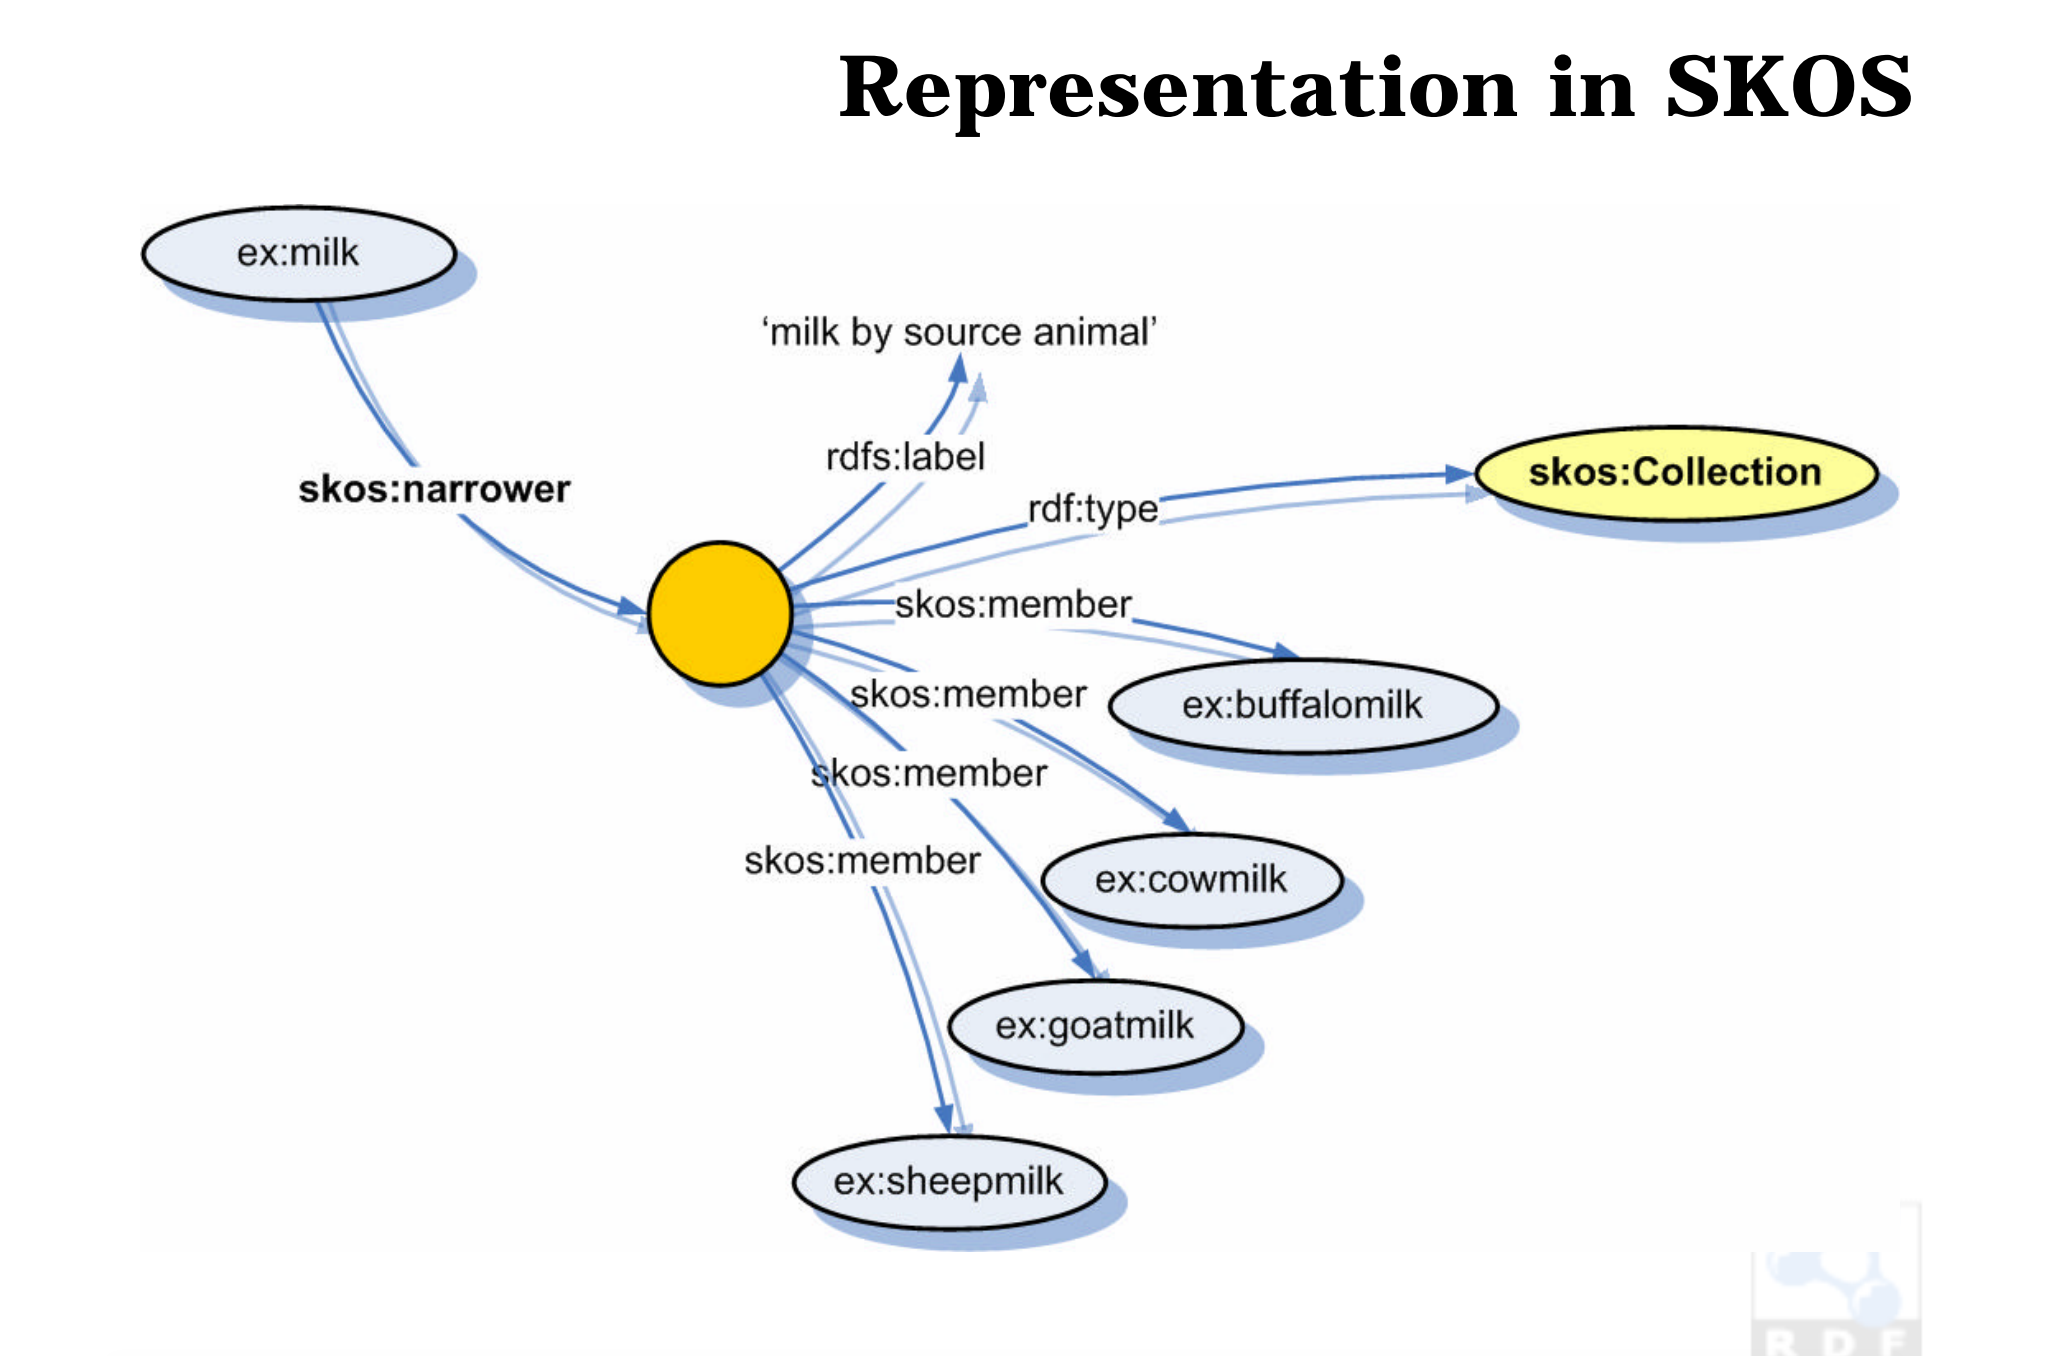 Representation in SKOS
ex:milk
‘milk by source animal’
rdfs:label
skos:Collection
skos:narrower
rdf:type
skos:member
skos:member
ex:buffalomilk
skos:member
skos:member
ex:cowmilk
ex:goatmilk
ex:sheepmilk
RDF